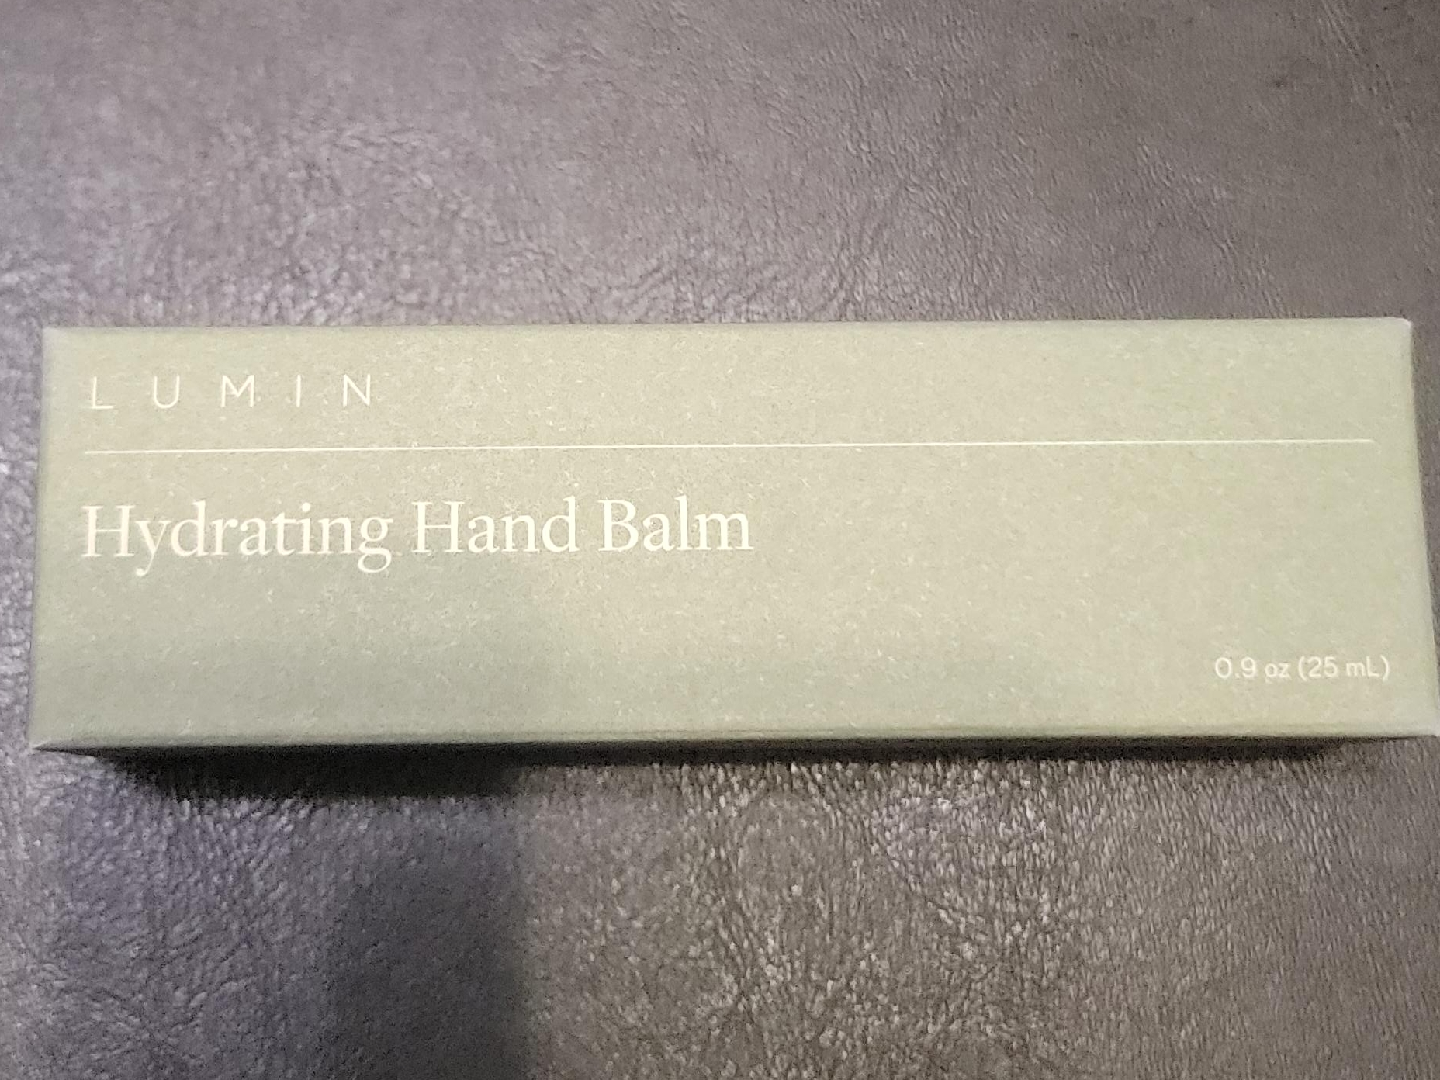 LUMIN
Hydrating Hand Balm
0.9 oz (25 mL)